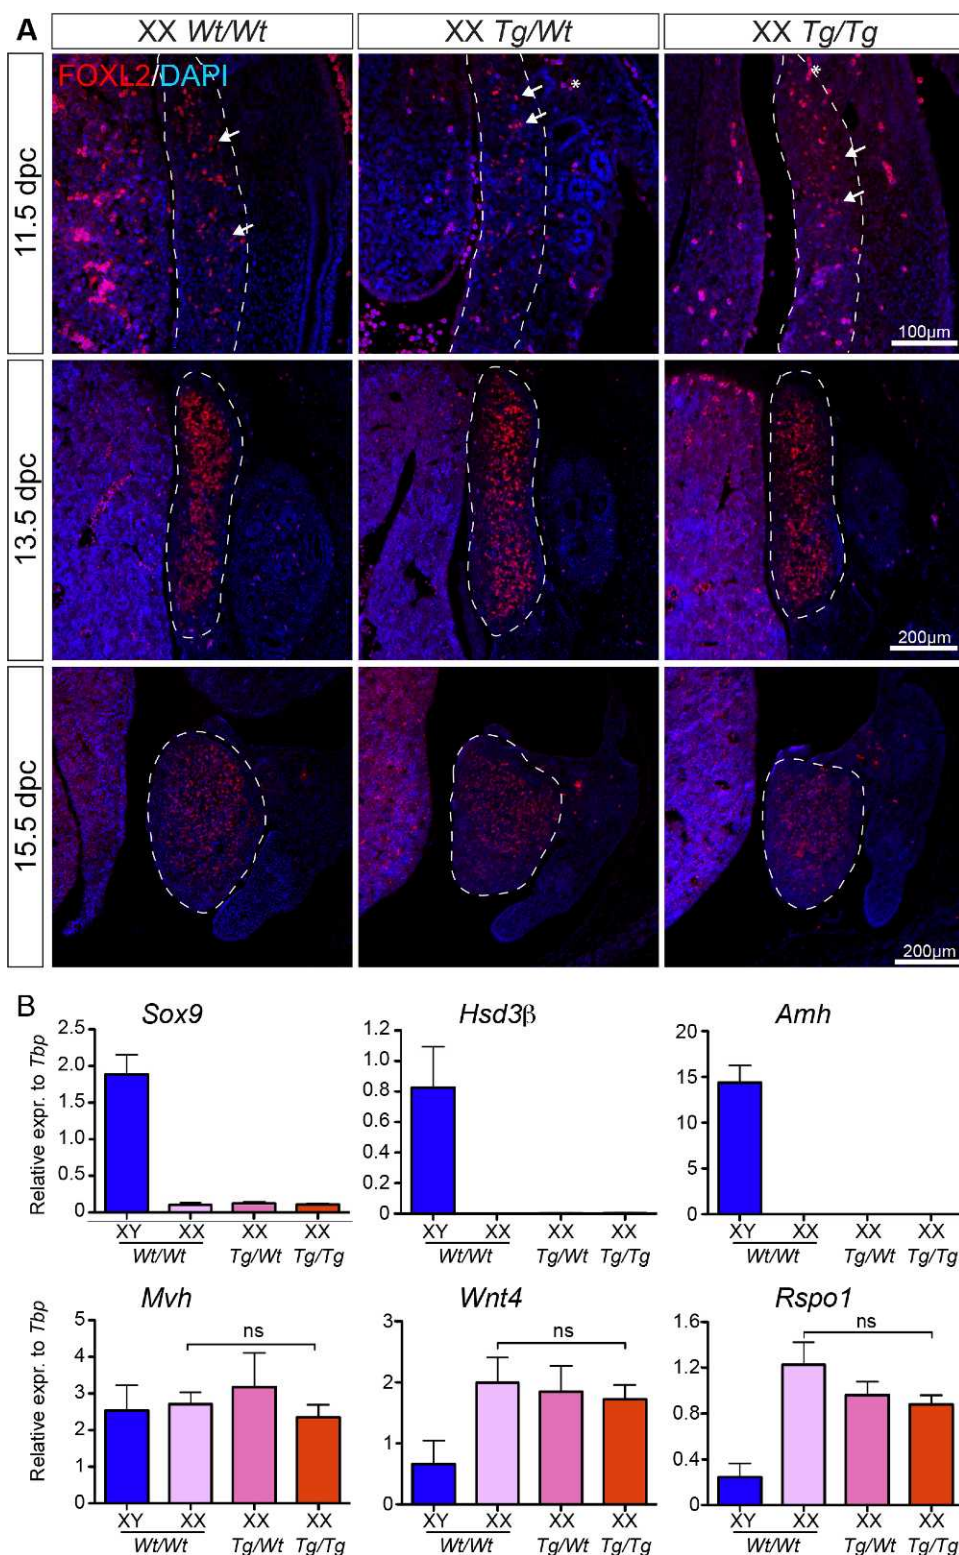 A
XX Wt/Wt XX Tg/Wt XX Tg/Tg
11.5 dpc
FOXL2/DAPI
*
*
100µm
13.5 dpc
200µm
15.5 dpc
200µm
B
Sox9 Hsd3β Amh
Relative expr. to Tbp
2.5
2.0
1.5
1.0
0.5
0
XY XX XX XX
Wt/Wt Tg/Wt Tg/Tg
1.2
1.0
0.8
0.6
0.4
0.2
0
XY XX XX XX
Wt/Wt Tg/Wt Tg/Tg
20
15
10
5
0
XY XX XX XX
Wt/Wt Tg/Wt Tg/Tg
Mvh Wnt4 Rspo1
Relative expr. to Tbp
5
4
3
2
1
0
ns
XY XX XX XX
Wt/Wt Tg/Wt Tg/Tg
3
2
1
0
ns
XY XX XX XX
Wt/Wt Tg/Wt Tg/Tg
1.6
1.2
0.8
0.4
0
ns
XY XX XX XX
Wt/Wt Tg/Wt Tg/Tg